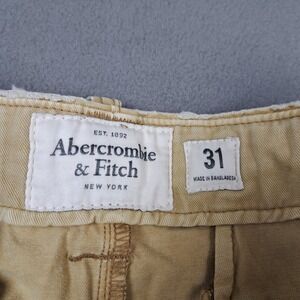 EST. 1892
Abercrombie
& Fitch
NEW YORK
31
MADE IN BANGLADESH